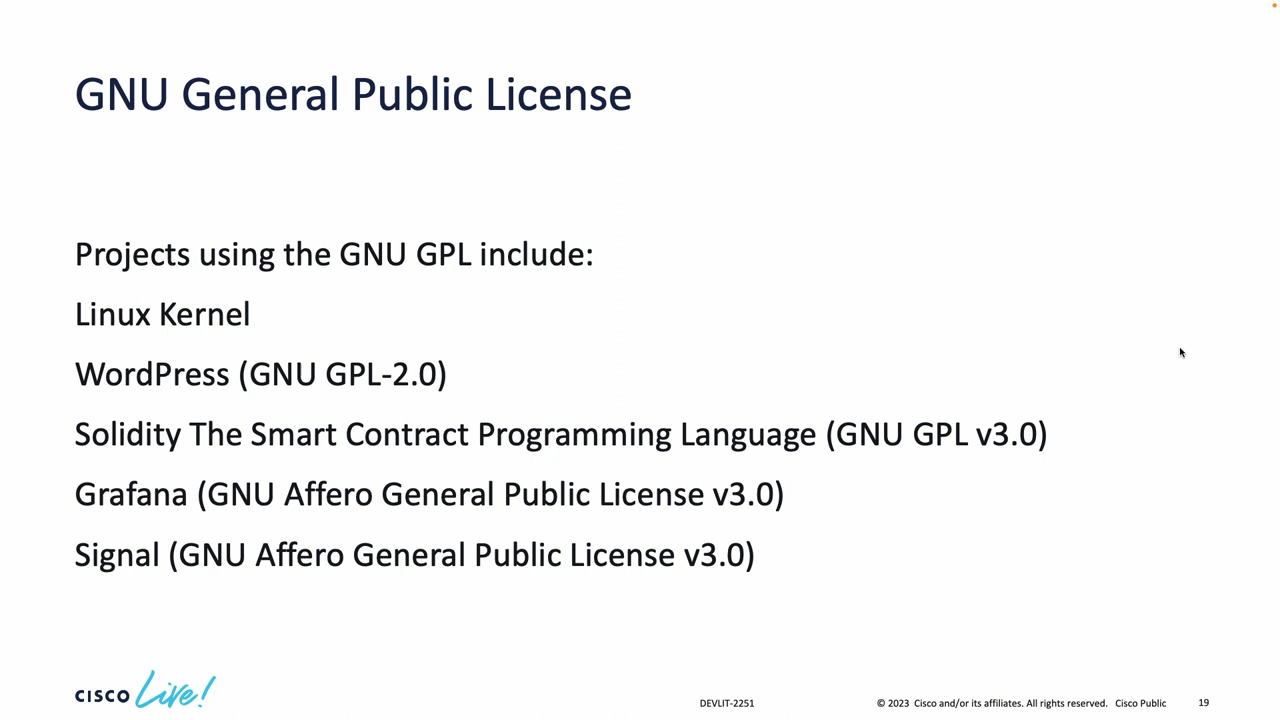 GNU General Public License
Projects using the GNU GPL include:
Linux Kernel
WordPress (GNU GPL-2.0)
Solidity The Smart Contract Programming Language (GNU GPL v3.0)
Grafana (GNU Affero General Public License v3.0)
Signal (GNU Affero General Public License v3.0)
CISCO Live!
DEVLIT-2251
© 2023 Cisco and/or its affiliates. All rights reserved. Cisco Public
19